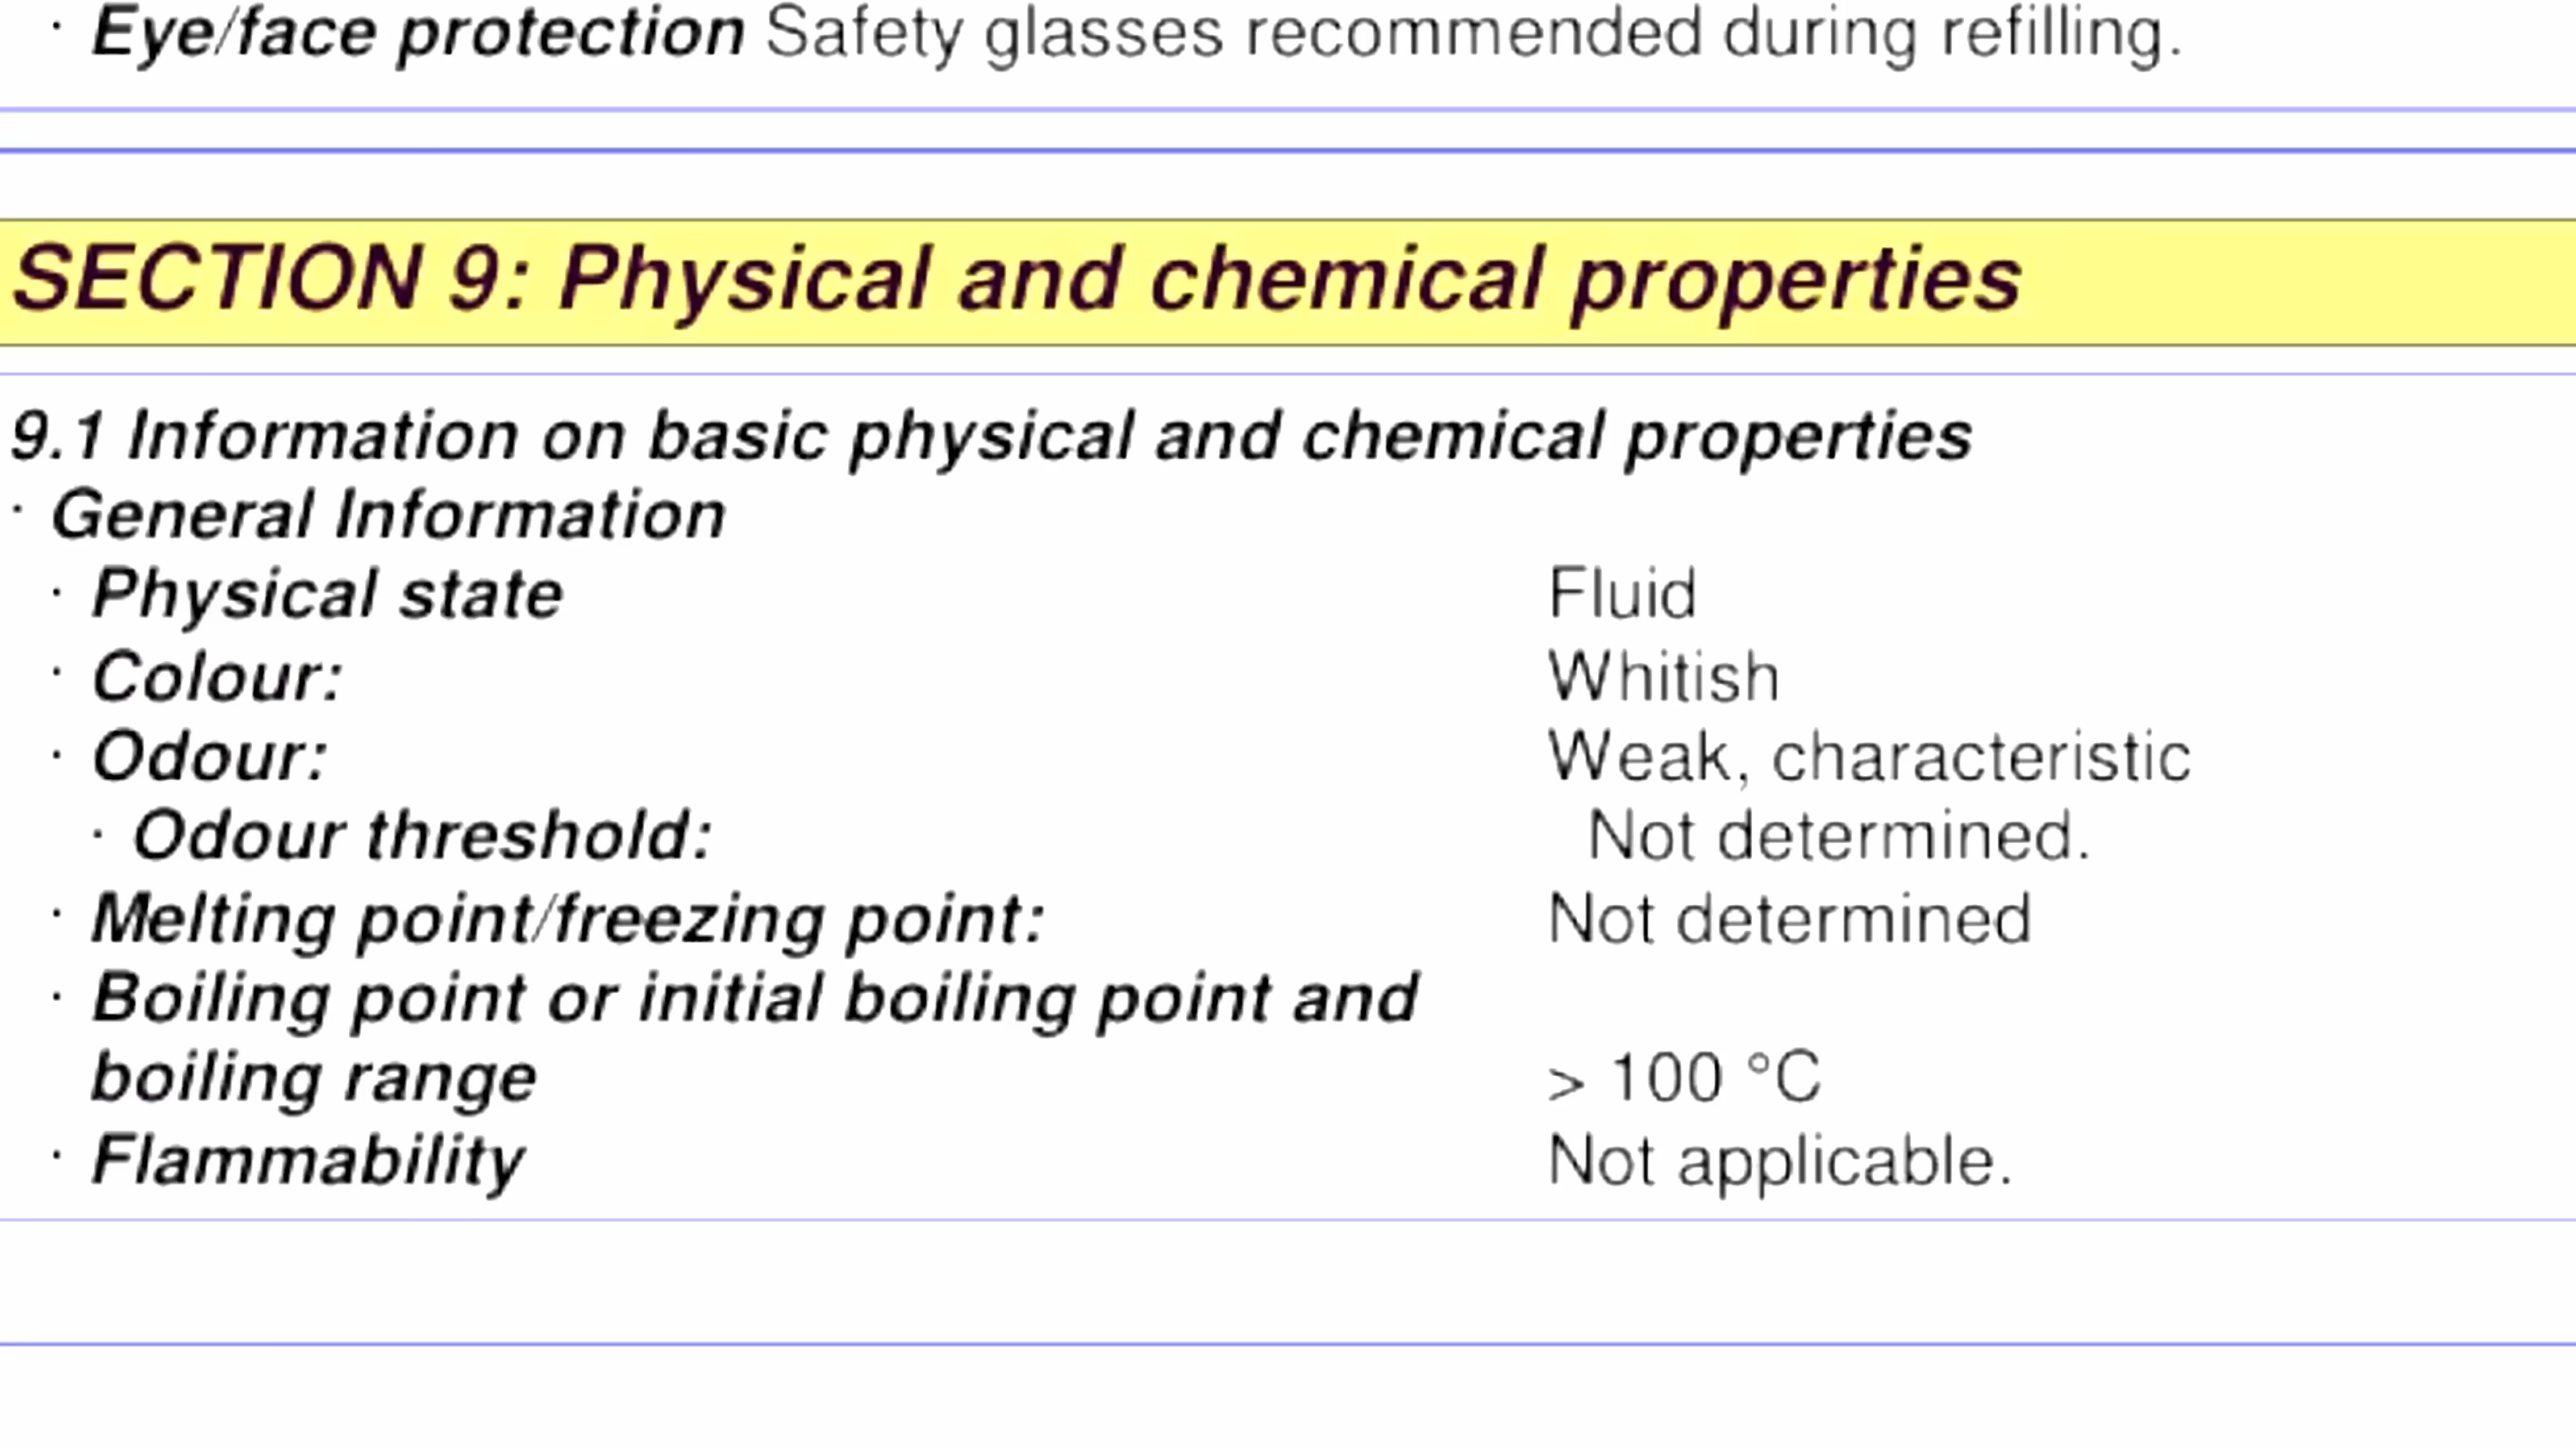 · Eye/face protection Safety glasses recommended during refilling.
SECTION 9: Physical and chemical properties
9.1 Information on basic physical and chemical properties
· General Information
· Physical state Fluid
· Colour: Whitish
· Odour: Weak, characteristic
· Odour threshold: Not determined.
· Melting point/freezing point: Not determined
· Boiling point or initial boiling point and
boiling range > 100 °C
· Flammability Not applicable.